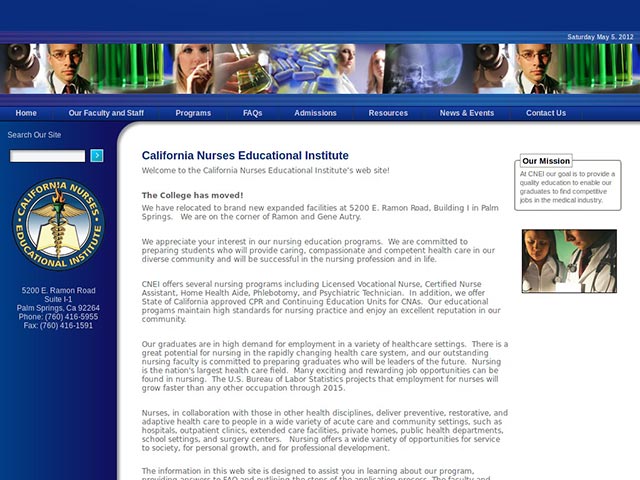 Saturday May 5. 2012
Home Our Faculty and Staff Programs FAQs Admissions Resources News & Events Contact Us
Search Our Site
CALIFORNIA NURSES
EDUCATIONAL INSTITUTE
5200 E. Ramon Road
Suite I-1
Palm Springs, Ca 92264
Phone: (760) 416-5955
Fax: (760) 416-1591
California Nurses Educational Institute
Welcome to the California Nurses Educational Institute's web site!
The College has moved!
We have relocated to brand new expanded facilities at 5200 E. Ramon Road, Building I in Palm
Springs. We are on the corner of Ramon and Gene Autry.
We appreciate your interest in our nursing education programs. We are committed to
preparing students who will provide caring, compassionate and competent health care in our
diverse community and will be successful in the nursing profession and in life.
CNEI offers several nursing programs including Licensed Vocational Nurse, Certified Nurse
Assistant, Home Health Aide, Phlebotomy, and Psychiatric Technician. In addition, we offer
State of California approved CPR and Continuing Education Units for CNAs. Our educational
progams maintain high standards for nursing practice and enjoy an excellent reputation in our
community.
Our graduates are in high demand for employment in a variety of healthcare settings. There is a
great potential for nursing in the rapidly changing health care system, and our outstanding
nursing faculty is committed to preparing graduates who will be leaders of the future. Nursing
is the nation's largest health care field. Many exciting and rewarding job opportunities can be
found in nursing. The U.S. Bureau of Labor Statistics projects that employment for nurses will
grow faster than any other occupation through 2015.
Nurses, in collaboration with those in other health disciplines, deliver preventive, restorative, and
adaptive health care to people in a wide variety of acute care and community settings, such as
hospitals, outpatient clinics, extended care facilities, private homes, public health departments,
school settings, and surgery centers. Nursing offers a wide variety of opportunities for service
to society, for personal growth, and for professional development.
The information in this web site is designed to assist you in learning about our program,
providing answers to FAQ and outlining the steps of the application process. The faculty and
Our Mission
At CNEI our goal is to provide a
quality education to enable our
graduates to find competitive
jobs in the medical industry.